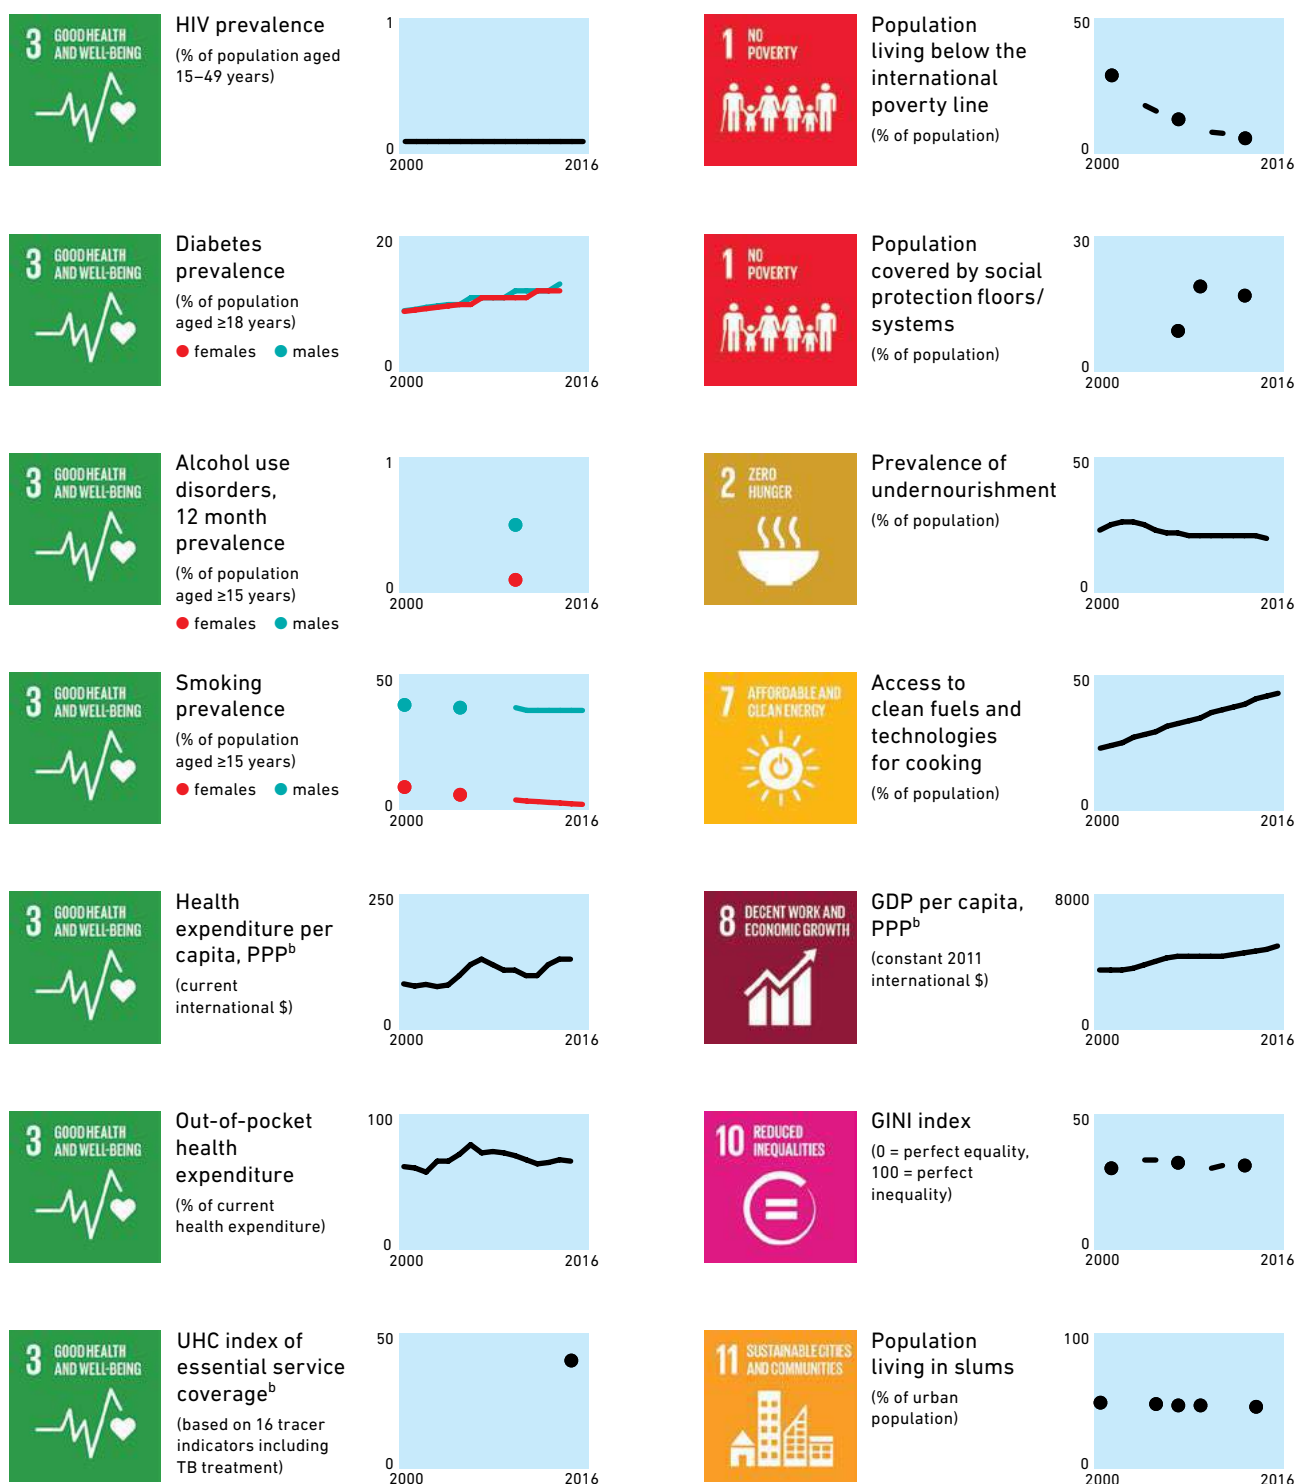 3 GOOD HEALTH
AND WELL-BEING
HIV prevalence
(% of population aged
15–49 years)
1
0
2000 2016
1 NO
POVERTY
Population
living below the
international
poverty line
(% of population)
50
0
2000 2016
3 GOOD HEALTH
AND WELL-BEING
Diabetes
prevalence
(% of population
aged ≥18 years)
females males
20
0
2000 2016
1 NO
POVERTY
Population
covered by social
protection floors/
systems
(% of population)
30
0
2000 2016
3 GOOD HEALTH
AND WELL-BEING
Alcohol use
disorders,
12 month
prevalence
(% of population
aged ≥15 years)
females males
1
0
2000 2016
2 ZERO
HUNGER
Prevalence of
undernourishment
(% of population)
50
0
2000 2016
3 GOOD HEALTH
AND WELL-BEING
Smoking
prevalence
(% of population
aged ≥15 years)
females males
50
0
2000 2016
7 AFFORDABLE AND
CLEAN ENERGY
Access to
clean fuels and
technologies
for cooking
(% of population)
50
0
2000 2016
3 GOOD HEALTH
AND WELL-BEING
Health
expenditure per
capita, PPPb
(current
international $)
250
0
2000 2016
8 DECENT WORK AND
ECONOMIC GROWTH
GDP per capita,
PPPb
(constant 2011
international $)
8000
0
2000 2016
3 GOOD HEALTH
AND WELL-BEING
Out-of-pocket
health
expenditure
(% of current
health expenditure)
100
0
2000 2016
10 REDUCED
INEQUALITIES
GINI index
(0 = perfect equality,
100 = perfect
inequality)
50
0
2000 2016
3 GOOD HEALTH
AND WELL-BEING
UHC index of
essential service
coverageb
(based on 16 tracer
indicators including
TB treatment)
50
0
2000 2016
11 SUSTAINABLE CITIES
AND COMMUNITIES
Population
living in slums
(% of urban
population)
100
0
2000 2016